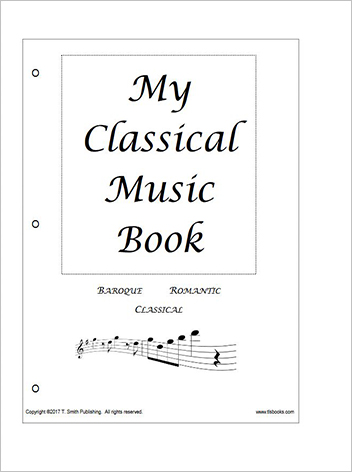 My
Classical
Music
Book
BAROQUE ROMANTIC
CLASSICAL
Copyright ©2017 T. Smith Publishing. All rights reserved. www.tlsbooks.com